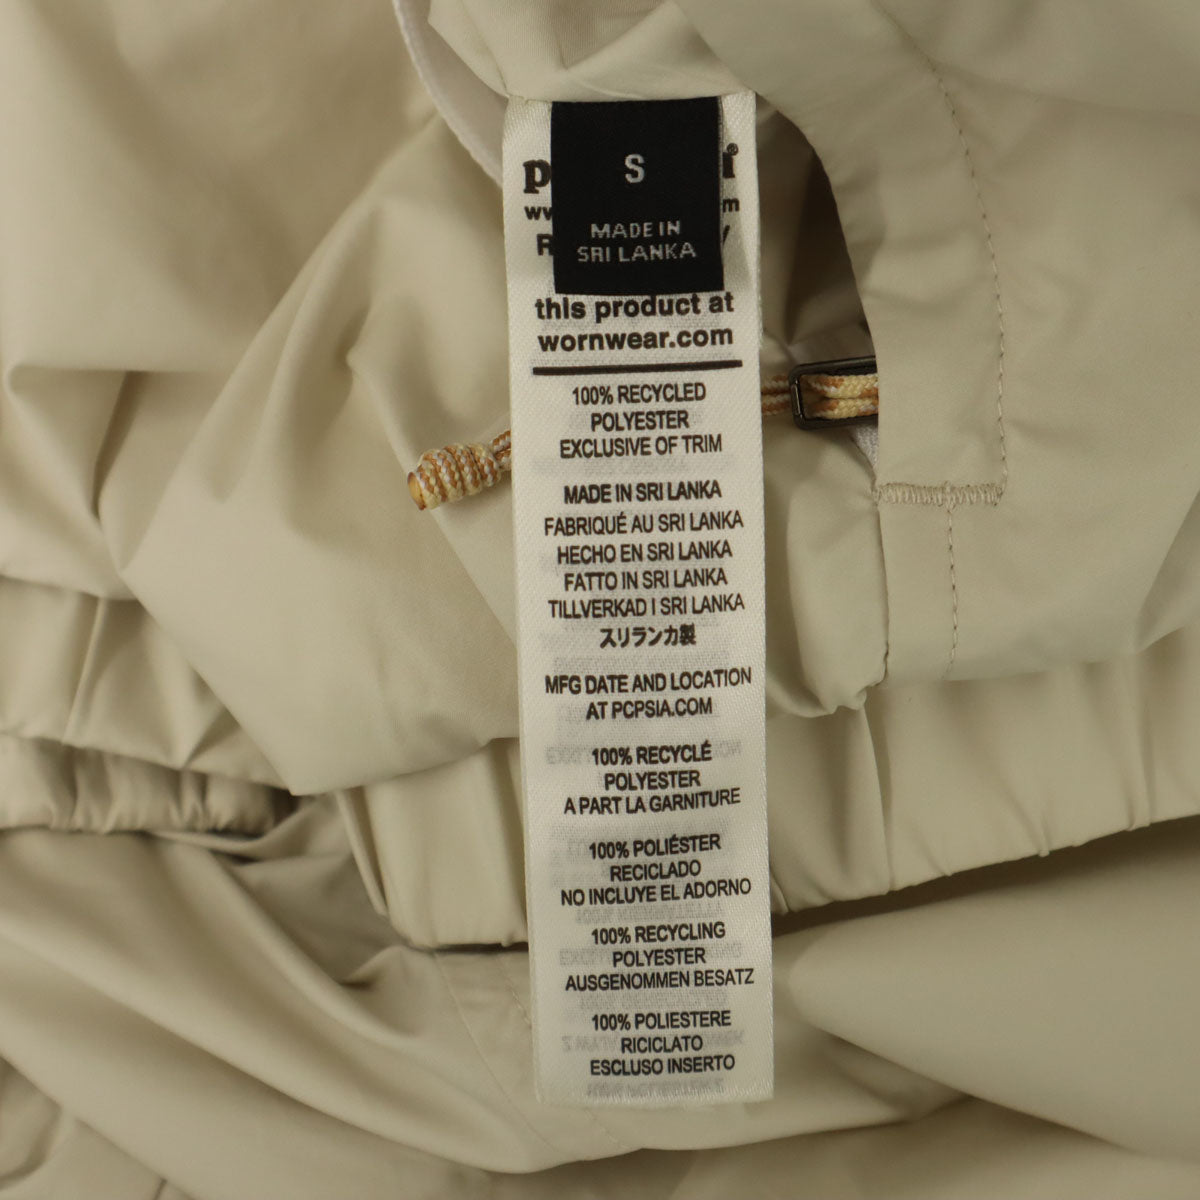 S
MADE IN
SRI LANKA
this product at
wornwear.com
100% RECYCLED
POLYESTER
EXCLUSIVE OF TRIM
MADE IN SRI LANKA
FABRIQUÉ AU SRI LANKA
HECHO EN SRI LANKA
FATTO IN SRI LANKA
TILLVERKAD I SRI LANKA
スリランカ製
MFG DATE AND LOCATION
AT PCPSIA.COM
100% RECYCLÉ
POLYESTER
A PART LA GARNITURE
100% POLIÉSTER
RECICLADO
NO INCLUYE EL ADORNO
100% RECYCLING
POLYESTER
AUSGENOMMEN BESATZ
100% POLIESTERE
RICICLATO
ESCLUSO INSERTO